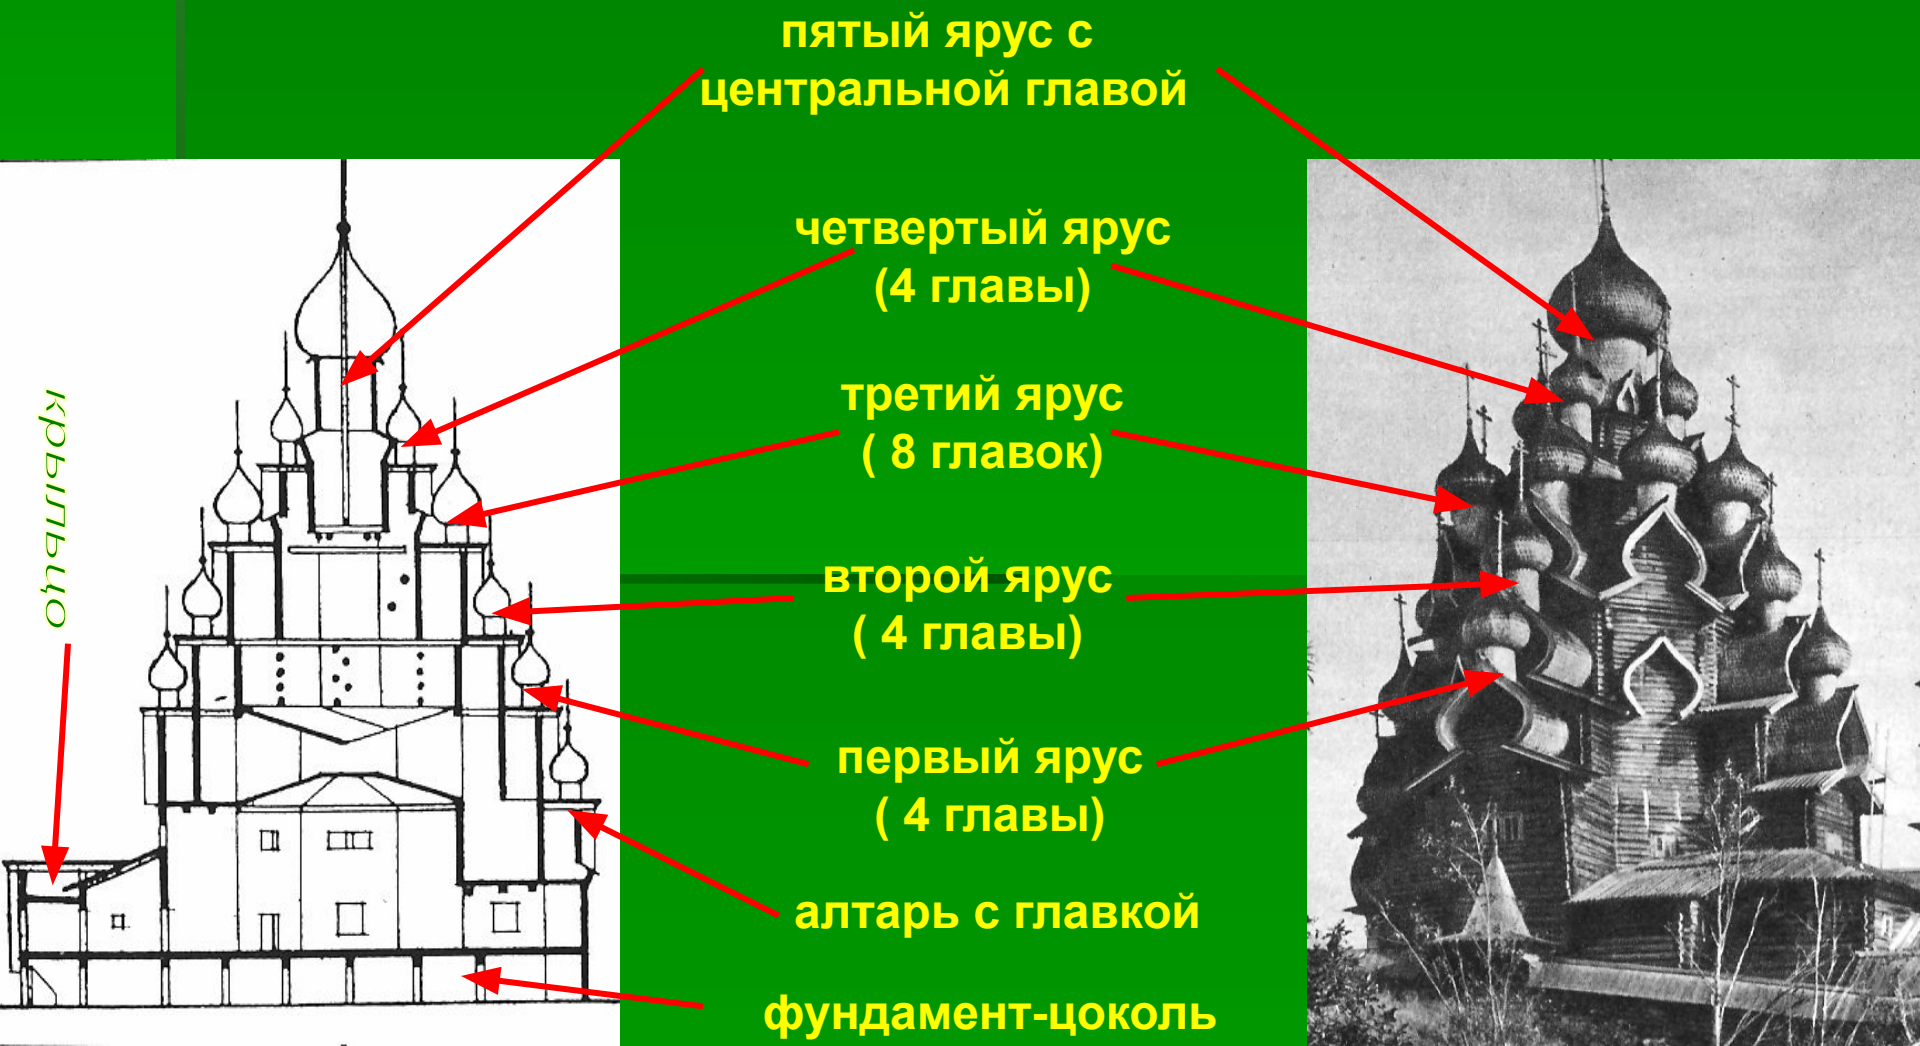 пятый ярус с
центральной главой
четвертый ярус
(4 главы)
третий ярус
( 8 главок)
второй ярус
( 4 главы)
первый ярус
( 4 главы)
алтарь с главкой
фундамент-цоколь
крыльцо